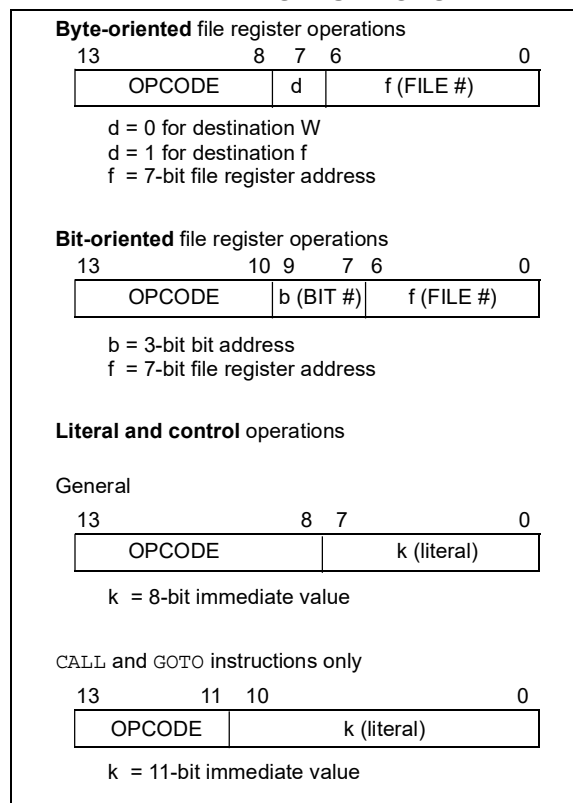 Byte-oriented file register operations
13 8 7 6 0
OPCODE d f (FILE #)
d = 0 for destination W
d = 1 for destination f
f = 7-bit file register address
Bit-oriented file register operations
13 10 9 7 6 0
OPCODE b (BIT #) f (FILE #)
b = 3-bit bit address
f = 7-bit file register address
Literal and control operations
General
13 8 7 0
OPCODE k (literal)
k = 8-bit immediate value
CALL and GOTO instructions only
13 11 10 0
OPCODE k (literal)
k = 11-bit immediate value